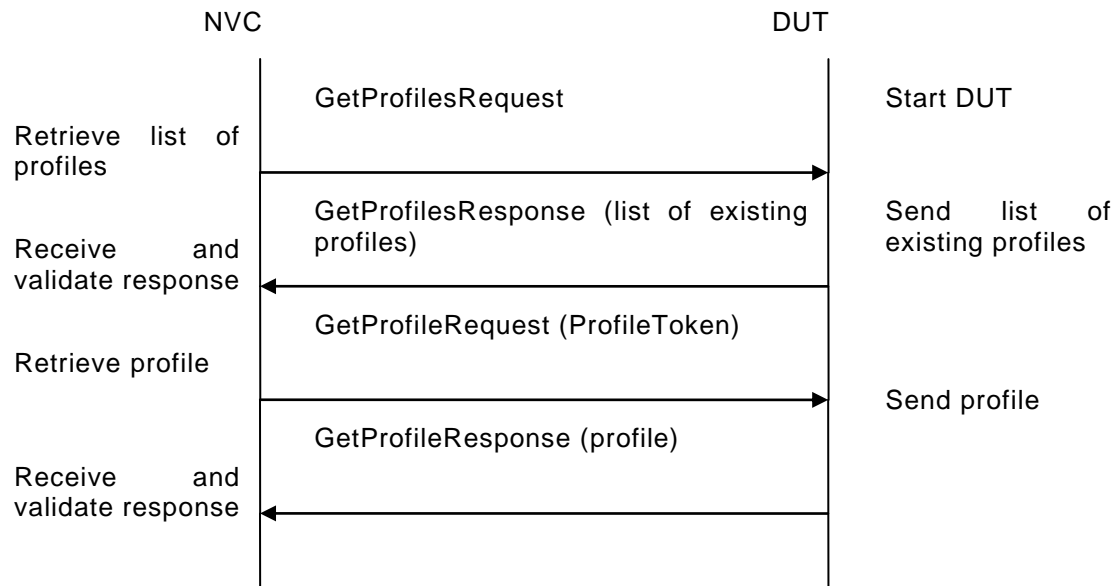 NVC DUT
GetProfilesRequest
Start DUT
Retrieve list of
profiles
GetProfilesResponse (list of existing
profiles)
Send list of
existing profiles
Receive and
validate response
GetProfileRequest (ProfileToken)
Retrieve profile
Send profile
GetProfileResponse (profile)
Receive and
validate response